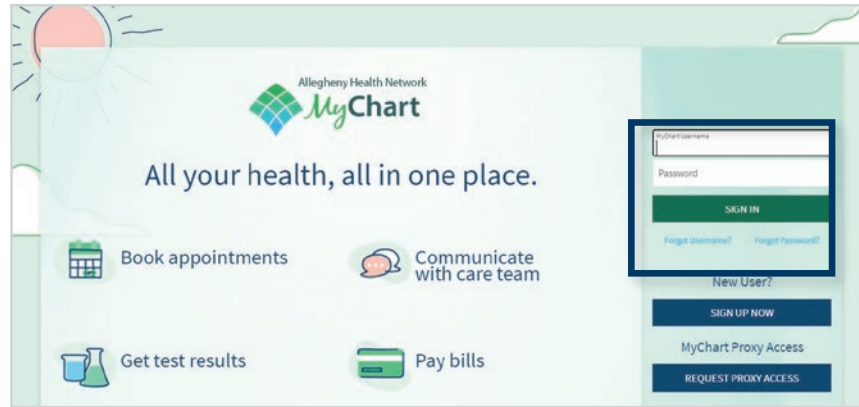 Allegheny Health Network
MyChart
All your health, all in one place.
Book appointments
Communicate
with care team
Get test results
Pay bills
MyChart Username
Password
SIGN IN
Forgot Username? Forgot Password?
New User?
SIGN UP NOW
MyChart Proxy Access
REQUEST PROXY ACCESS